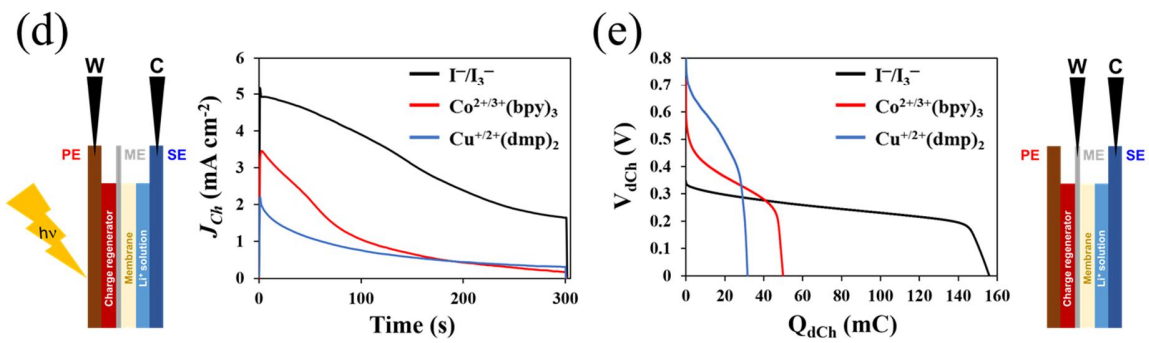 (d)
W
C
PE
ME
SE
hν
Charge regenerator
Membrane
Li⁺ solution
J_Ch (mA cm⁻²)
6
5
4
3
2
1
0
I⁻/I₃⁻
Co²⁺/³⁺(bpy)₃
Cu⁺/²⁺(dmp)₂
0
100
200
300
Time (s)
(e)
V_dCh (V)
0.8
0.7
0.6
0.5
0.4
0.3
0.2
0.1
0
I⁻/I₃⁻
Co²⁺/³⁺(bpy)₃
Cu⁺/²⁺(dmp)₂
0
20
40
60
80
100
120
140
160
Q_dCh (mC)
W
C
PE
ME
SE
Charge regenerator
Membrane
Li⁺ solution